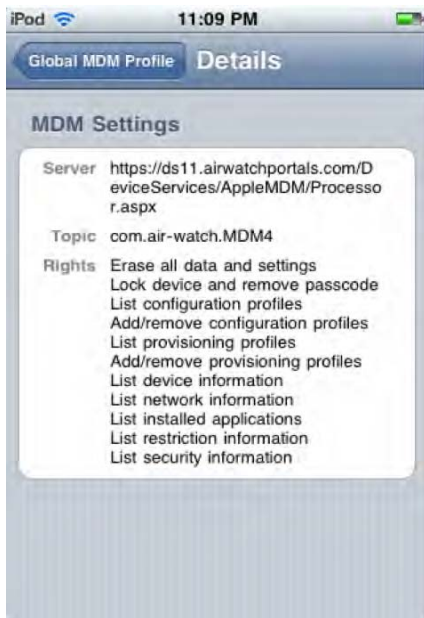 iPod 11:09 PM
Global MDM Profile Details
MDM Settings
Server https://ds11.airwatchportals.com/D
eviceServices/AppleMDM/Processo
r.aspx
Topic com.air-watch.MDM4
Rights Erase all data and settings
Lock device and remove passcode
List configuration profiles
Add/remove configuration profiles
List provisioning profiles
Add/remove provisioning profiles
List device information
List network information
List installed applications
List restriction information
List security information